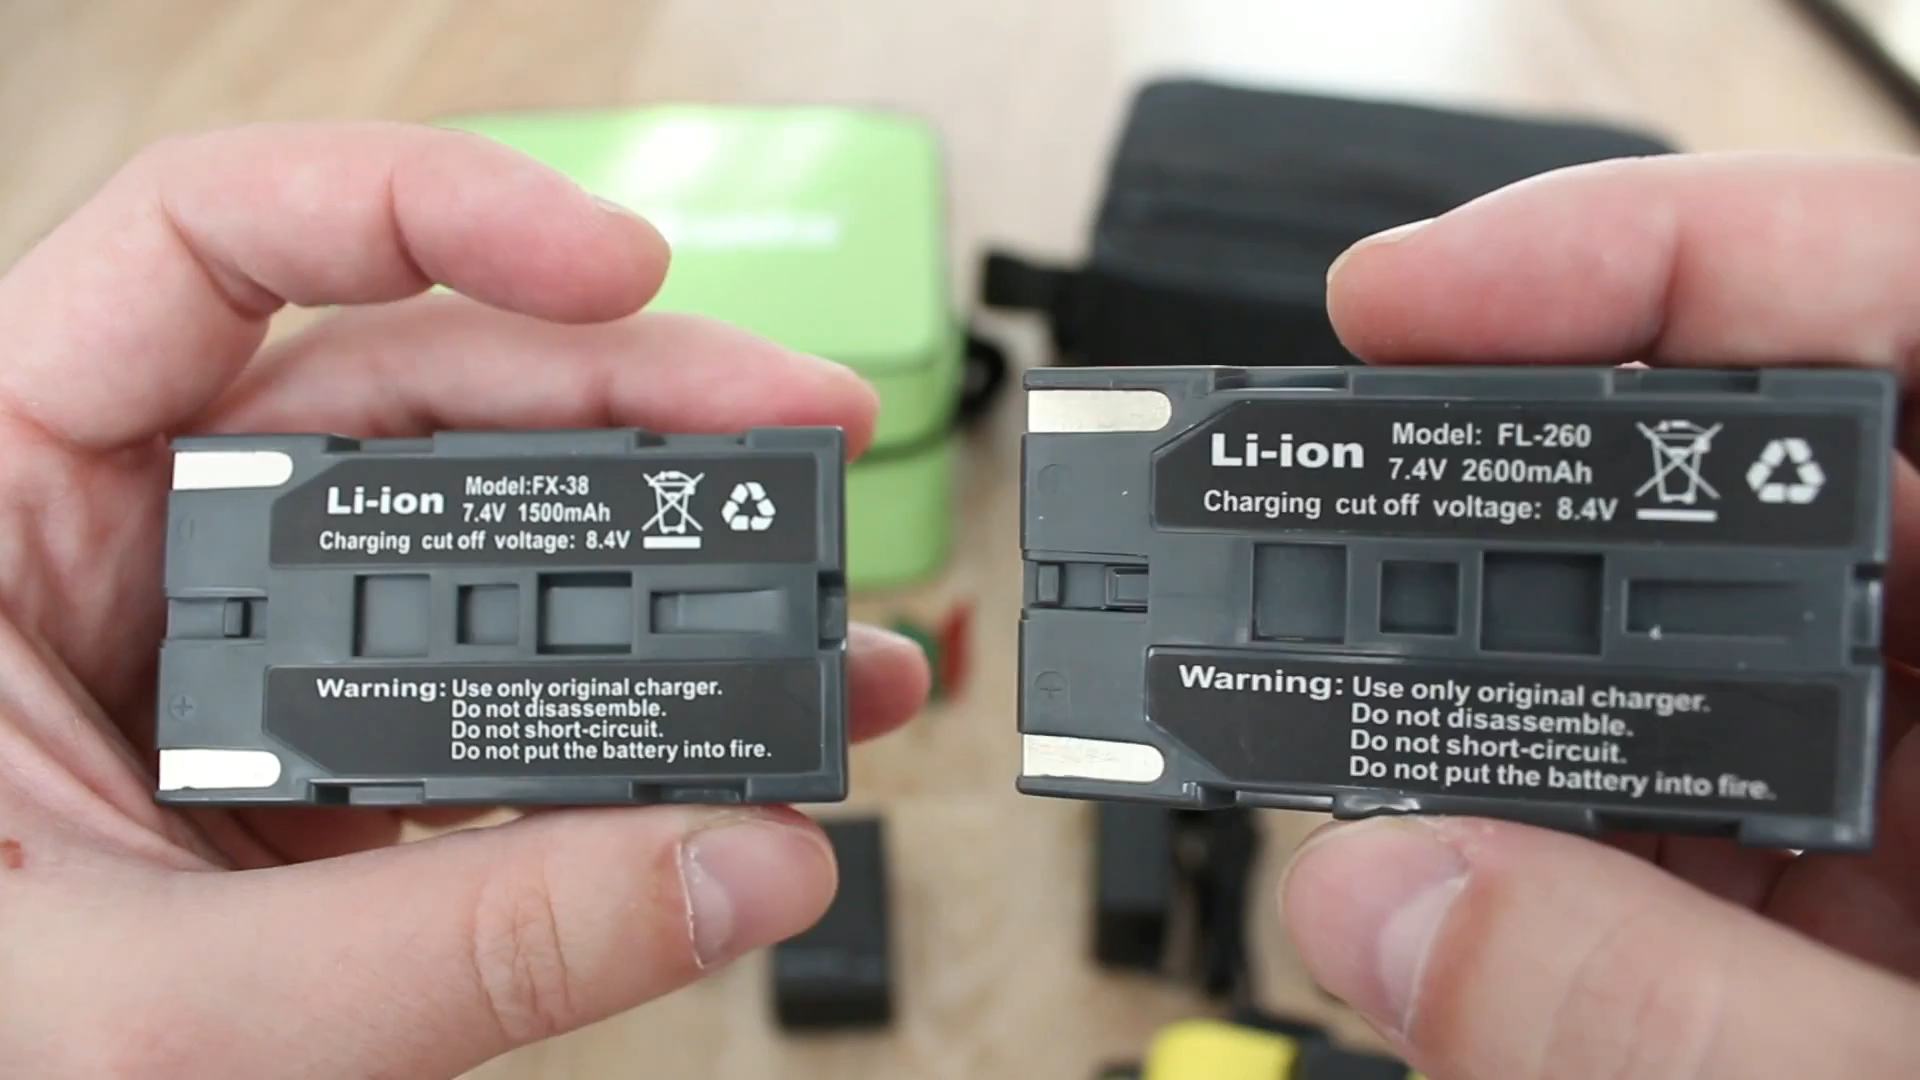 Li-ion
Model:FX-38
7.4V 1500mAh
Charging cut off voltage: 8.4V
Warning: Use only original charger.
Do not disassemble.
Do not short-circuit.
Do not put the battery into fire.
Li-ion
Model: FL-260
7.4V 2600mAh
Charging cut off voltage: 8.4V
Warning: Use only original charger.
Do not disassemble.
Do not short-circuit.
Do not put the battery into fire.